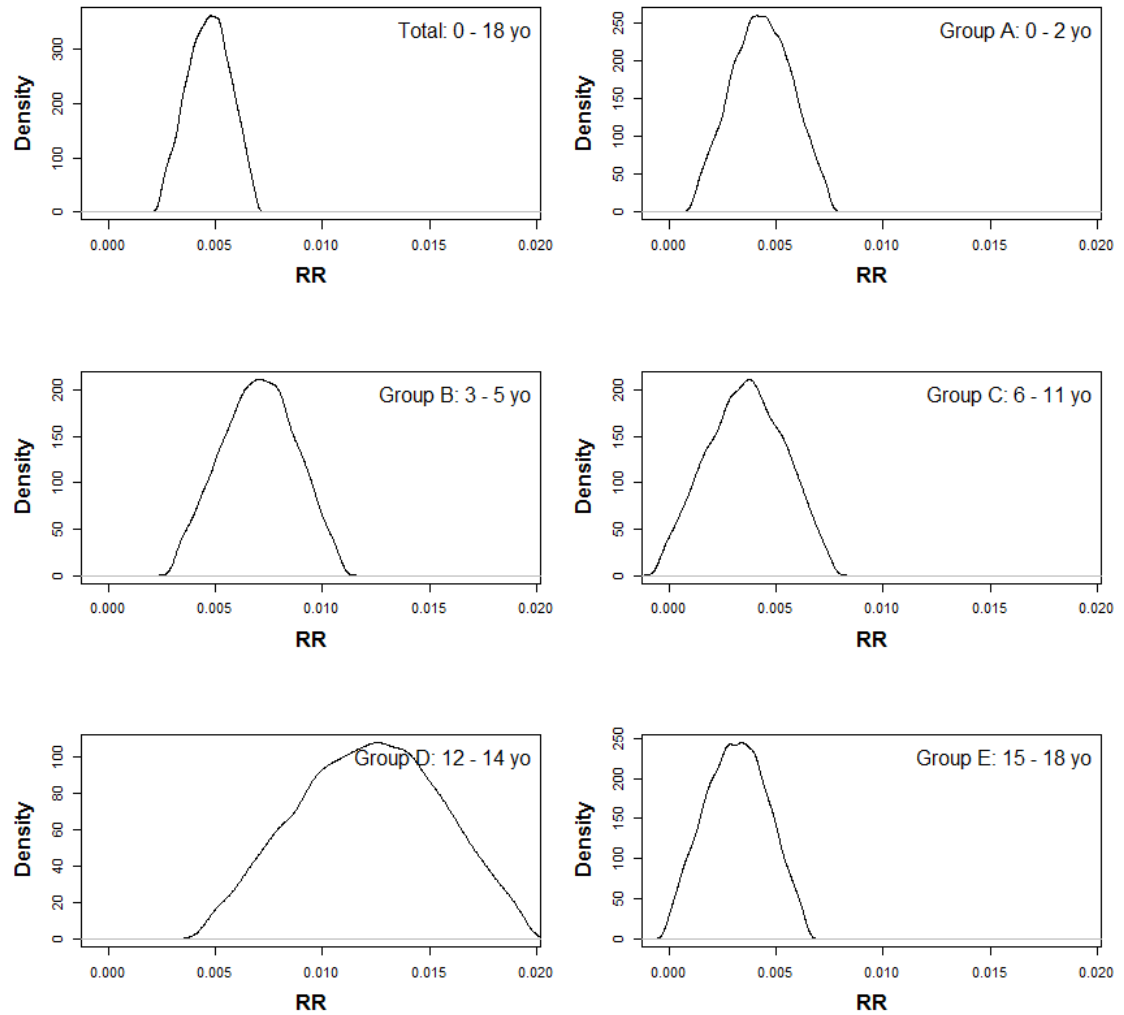 Total: 0 - 18 yo
Density
0
100
200
300
0.000 0.005 0.010 0.015 0.020
RR
Group A: 0 - 2 yo
Density
0
50
100
150
200
250
0.000 0.005 0.010 0.015 0.020
RR
Group B: 3 - 5 yo
Density
0
50
100
150
200
0.000 0.005 0.010 0.015 0.020
RR
Group C: 6 - 11 yo
Density
0
50
100
150
200
0.000 0.005 0.010 0.015 0.020
RR
Group D: 12 - 14 yo
Density
0
20
40
60
80
100
0.000 0.005 0.010 0.015 0.020
RR
Group E: 15 - 18 yo
Density
0
50
100
150
200
250
0.000 0.005 0.010 0.015 0.020
RR